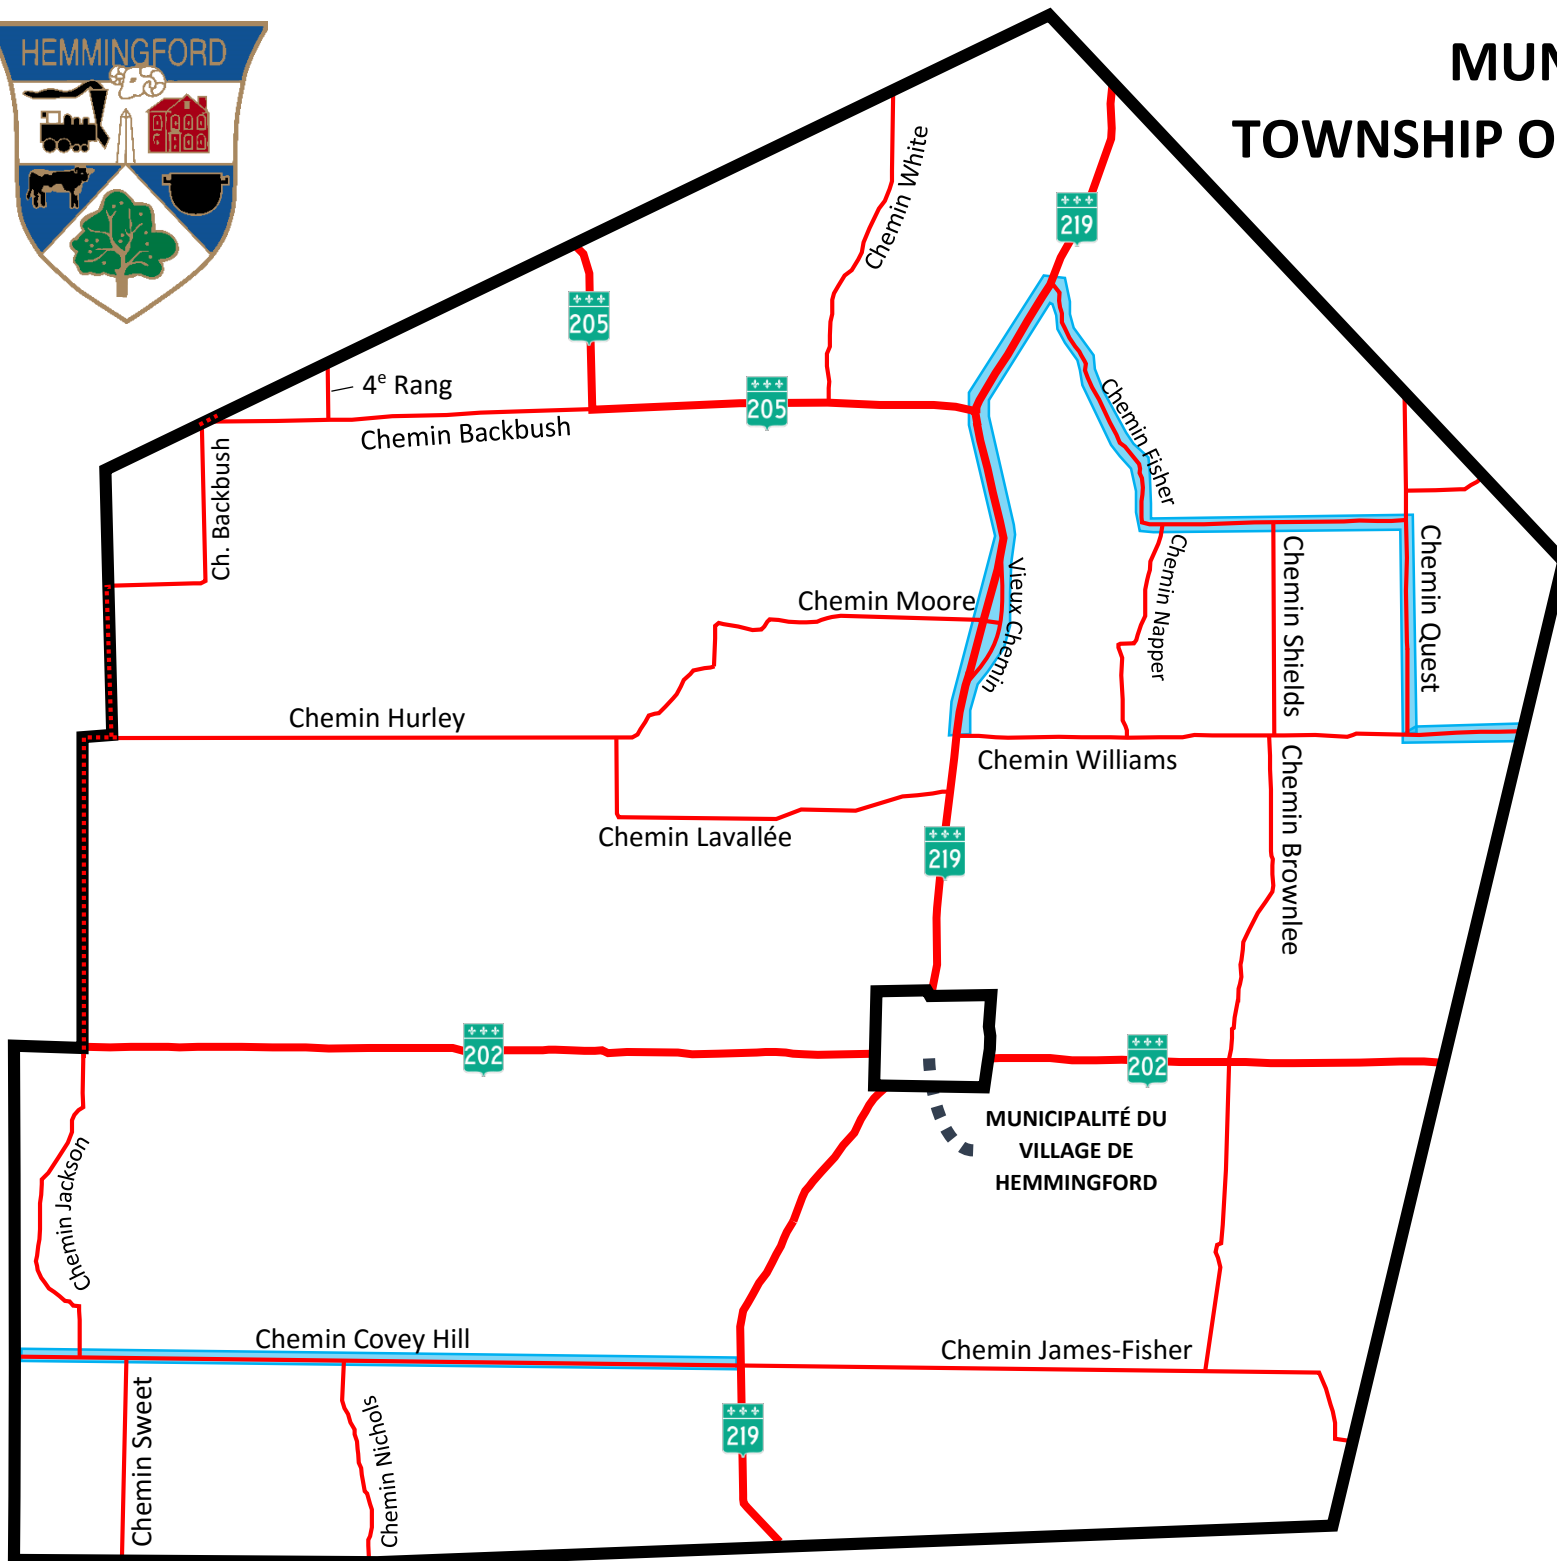 HEMMINGFORD
MUN
TOWNSHIP O
Chemin White
219
205
4e Rang
205
Chemin Backbush
Ch. Backbush
Chemin Fisher
Chemin Napper
Chemin Shields
Chemin Quest
Vieux Chemin
Chemin Moore
Chemin Hurley
Chemin Williams
Chemin Lavallée
219
Chemin Brownlee
202
202
MUNICIPALITÉ DU
VILLAGE DE
HEMMINGFORD
Chemin Jackson
Chemin Covey Hill
Chemin James-Fisher
Chemin Sweet
Chemin Nichols
219